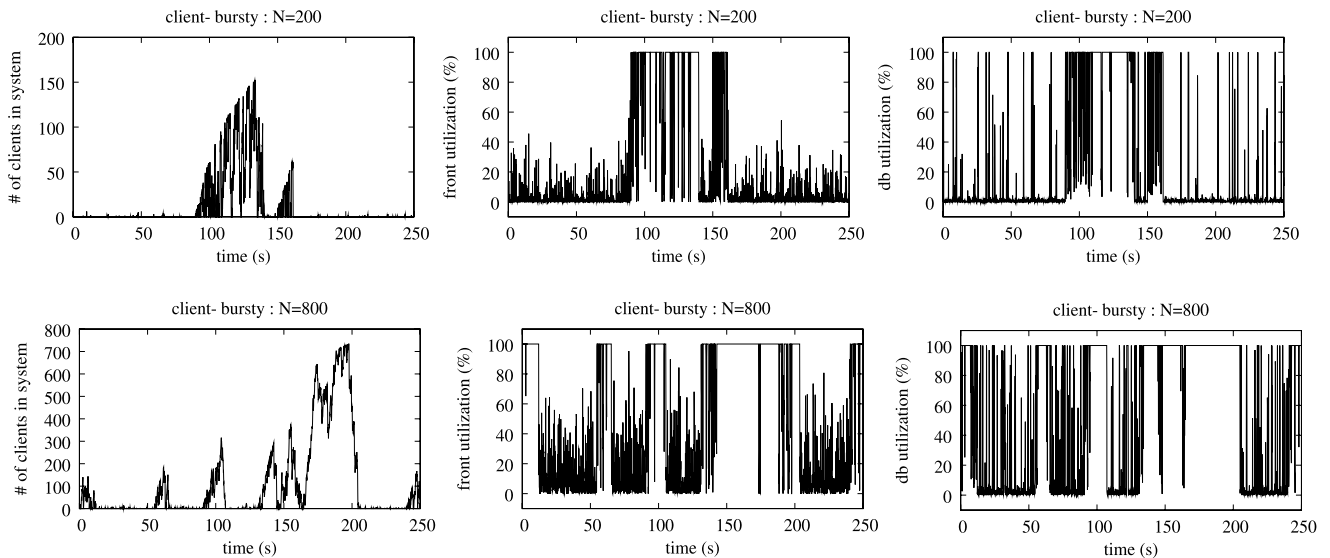 client- bursty : N=200
# of clients in system
200
150
100
50
0
0 50 100 150 200 250
time (s)
client- bursty : N=200
front utilization (%)
100
80
60
40
20
0
0 50 100 150 200 250
time (s)
client- bursty : N=200
db utilization (%)
100
80
60
40
20
0
0 50 100 150 200 250
time (s)
client- bursty : N=800
# of clients in system
800
700
600
500
400
300
200
100
0
0 50 100 150 200 250
time (s)
client- bursty : N=800
front utilization (%)
100
80
60
40
20
0
0 50 100 150 200 250
time (s)
client- bursty : N=800
db utilization (%)
100
80
60
40
20
0
0 50 100 150 200 250
time (s)